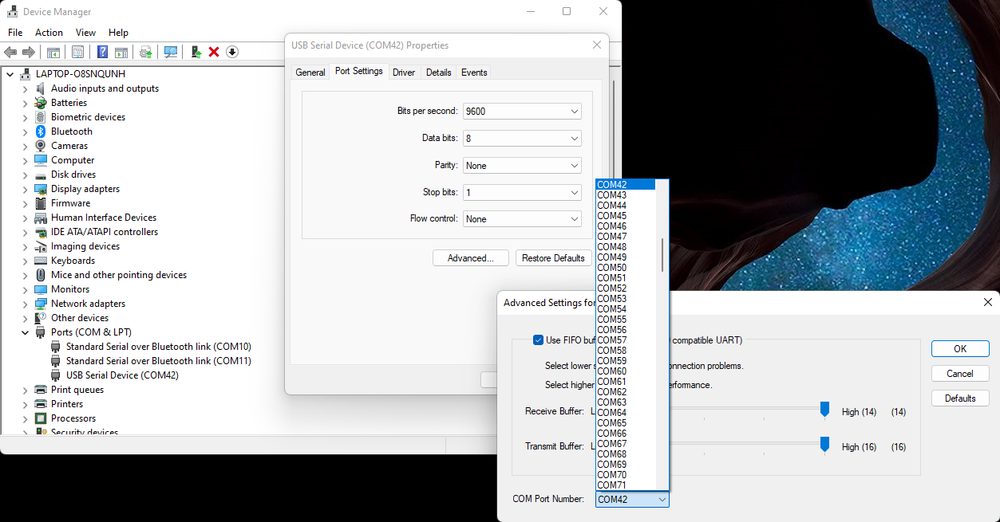 Device Manager
File Action View Help
LAPTOP-O8SNQUNH
Audio inputs and outputs
Batteries
Biometric devices
Bluetooth
Cameras
Computer
Disk drives
Display adapters
Firmware
Human Interface Devices
IDE ATA/ATAPI controllers
Imaging devices
Keyboards
Mice and other pointing devices
Monitors
Network adapters
Other devices
Ports (COM & LPT)
Standard Serial over Bluetooth link (COM10)
Standard Serial over Bluetooth link (COM11)
USB Serial Device (COM42)
Print queues
Printers
Processors
Security devices
USB Serial Device (COM42) Properties
General Port Settings Driver Details Events
Bits per second: 9600
Data bits: 8
Parity: None
Stop bits: 1
Flow control: None
Advanced... Restore Defaults
COM42
COM43
COM44
COM45
COM46
COM47
COM48
COM49
COM50
COM51
COM52
COM53
COM54
COM55
COM56
COM57
COM58
COM59
COM60
COM61
COM62
COM63
COM64
COM65
COM66
COM67
COM68
COM69
COM70
COM71
Advanced Settings for
Use FIFO buf compatible UART)
Select lower onnection problems.
Select higher rformance.
Receive Buffer: High (14) (14)
Transmit Buffer: High (16) (16)
COM Port Number: COM42
OK
Cancel
Defaults